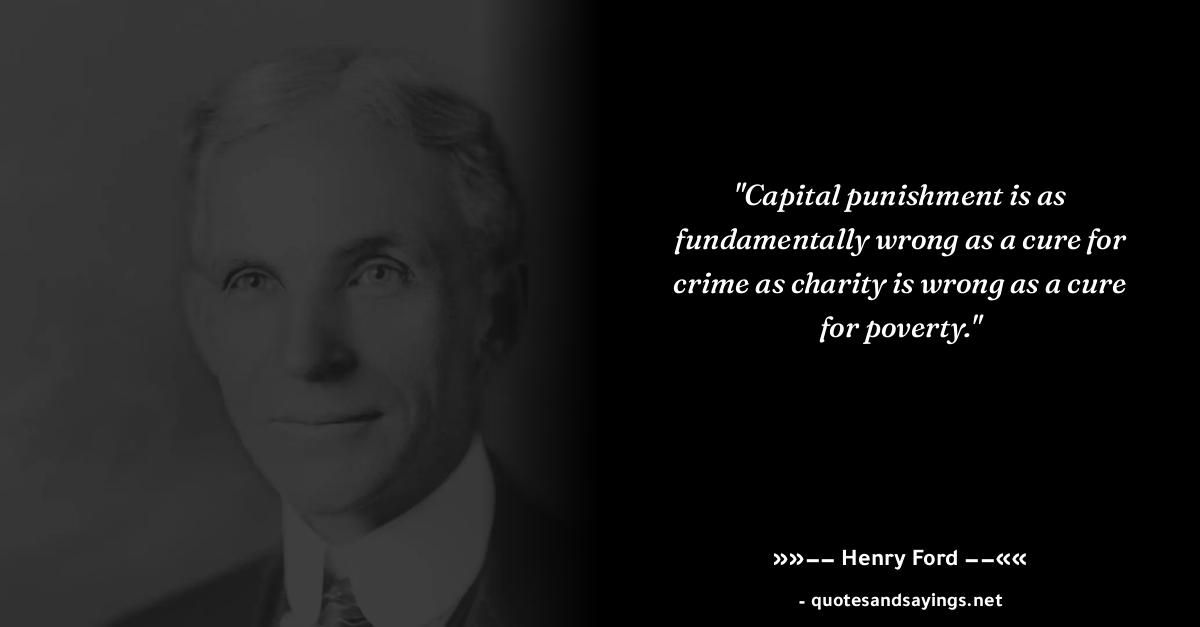 "Capital punishment is as
fundamentally wrong as a cure for
crime as charity is wrong as a cure
for poverty."
»»−− Henry Ford −−««
- quotesandsayings.net